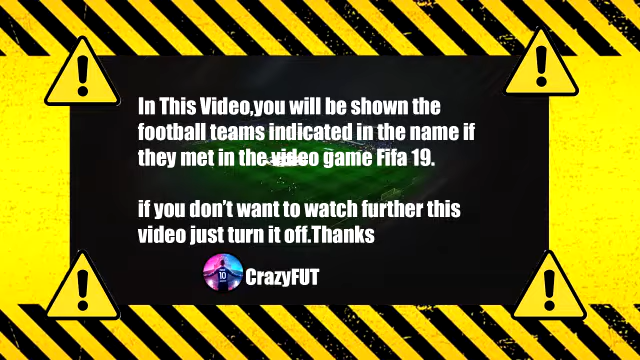 In This Video,you will be shown the
football teams indicated in the name if
they met in the video game Fifa 19.
if you don't want to watch further this
video just turn it off.Thanks
10
CrazyFUT